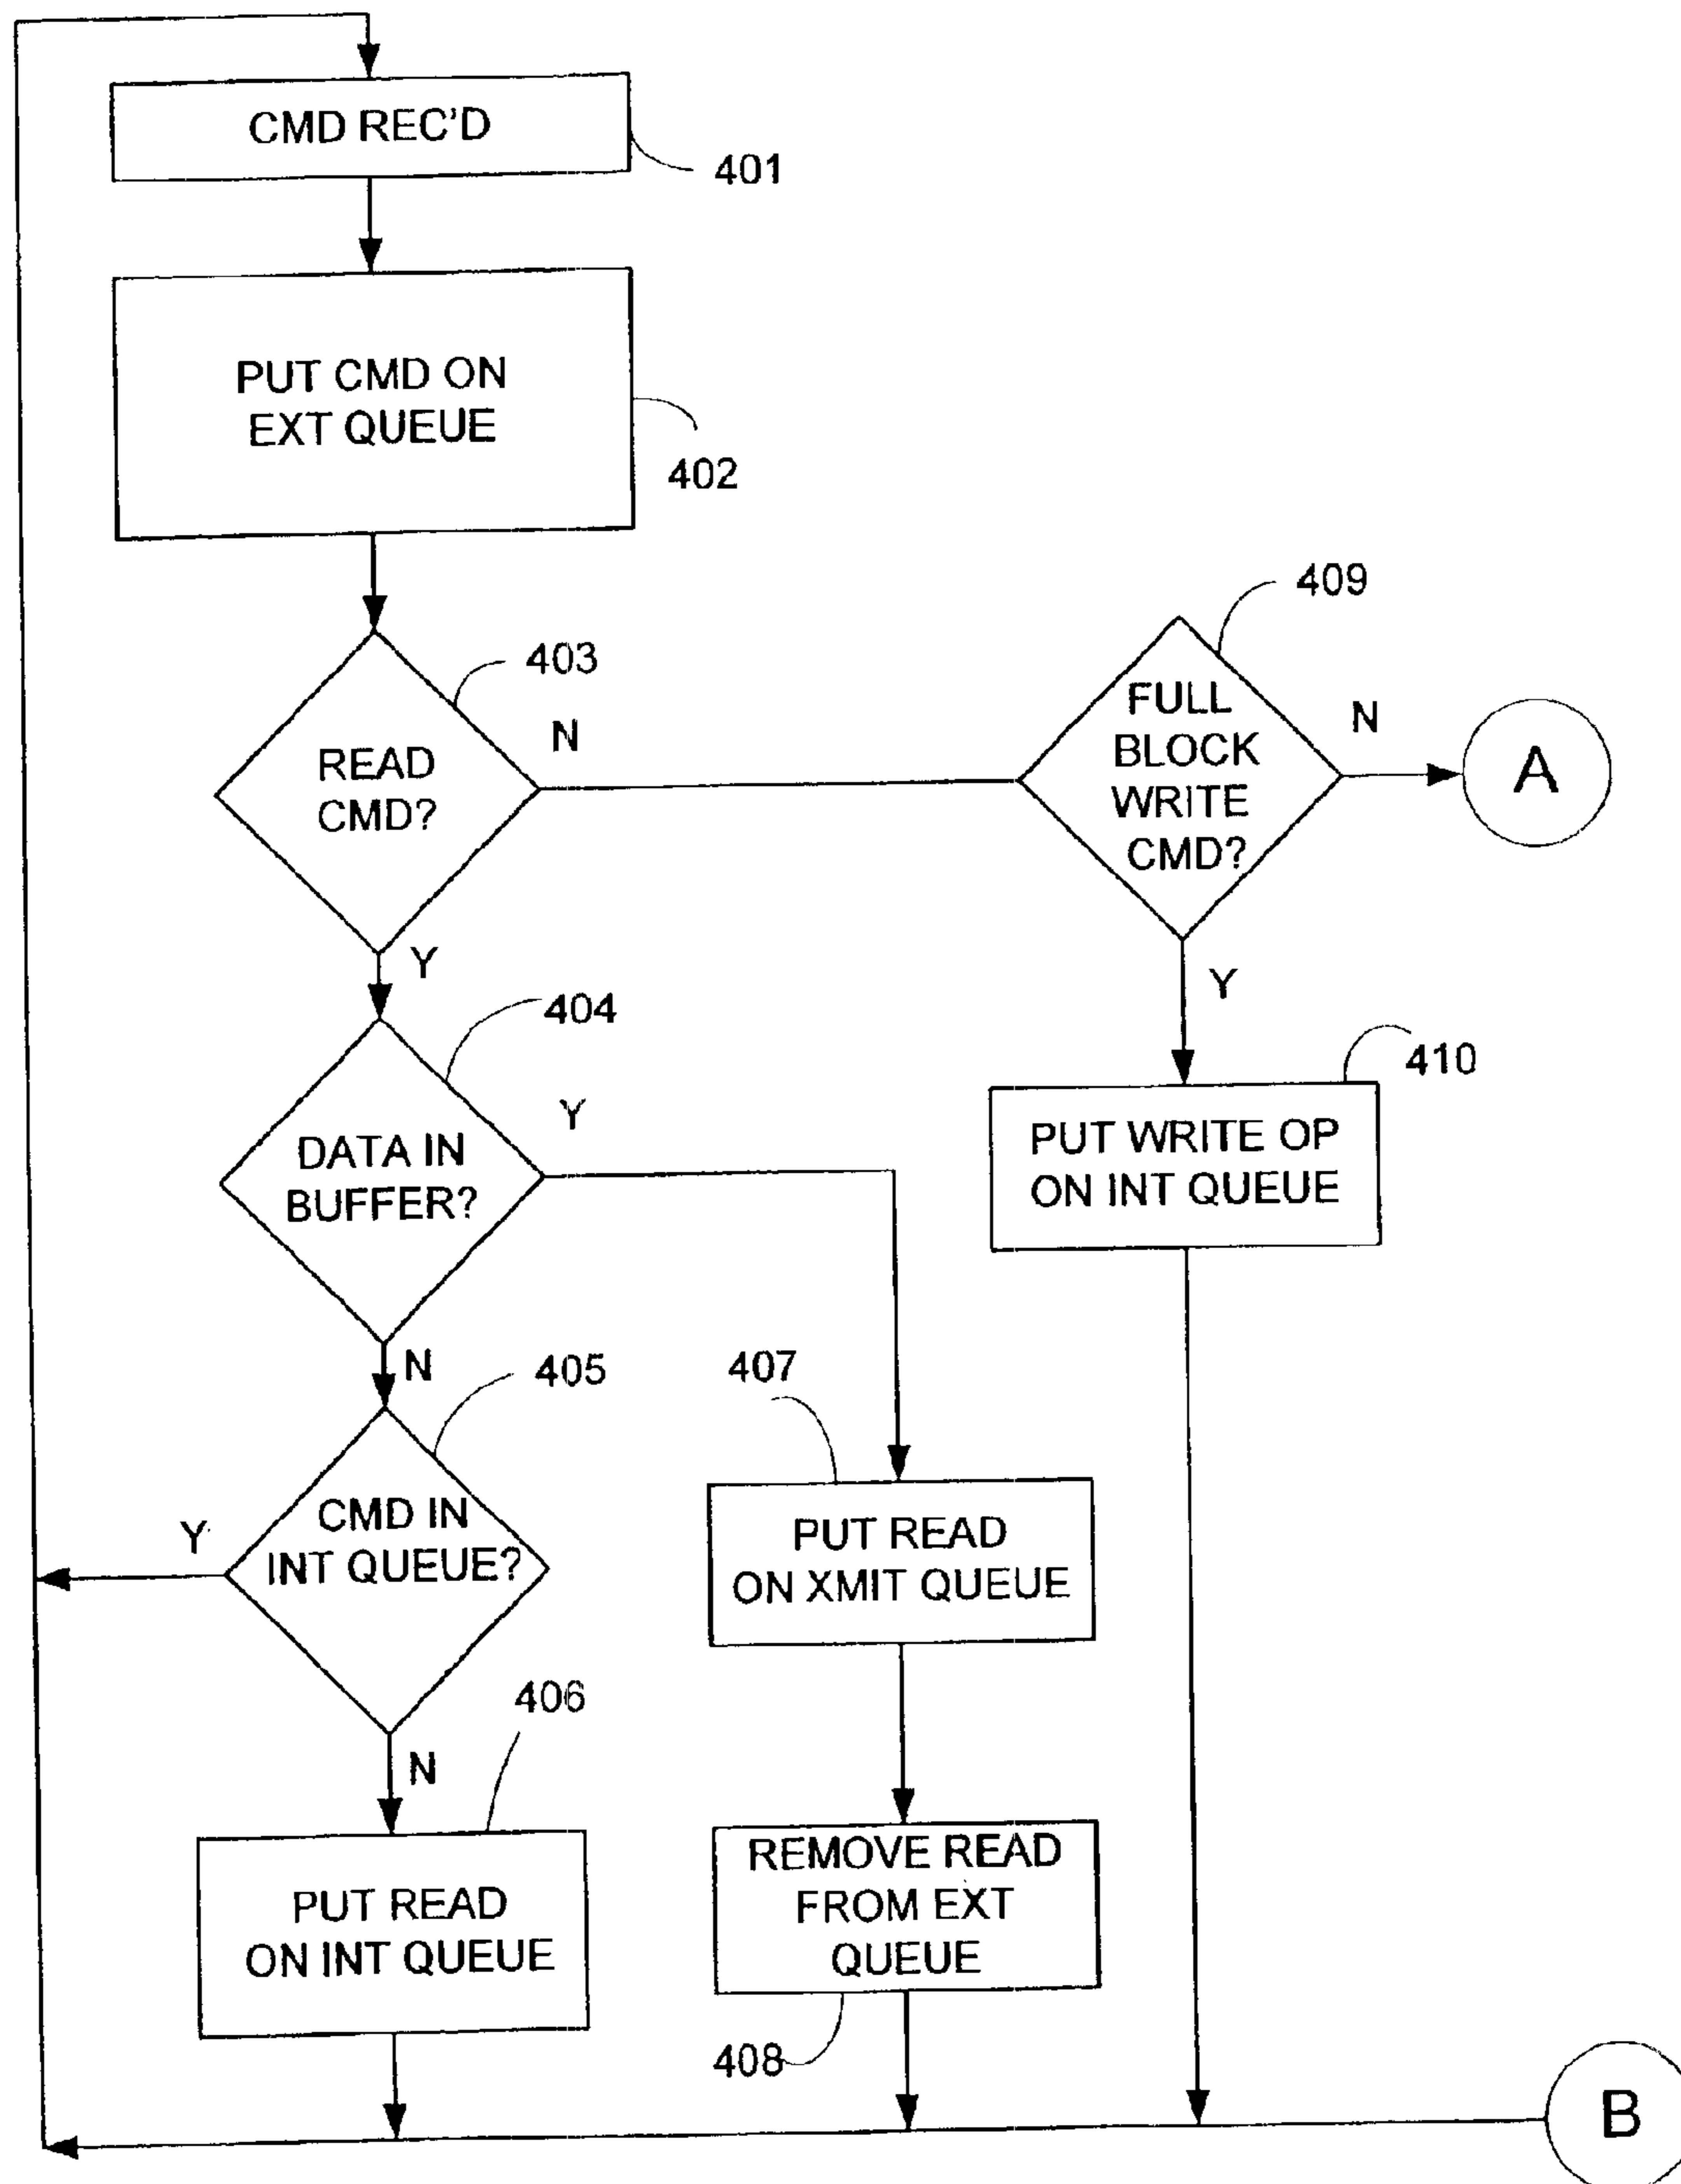 CMD REC'D
401
PUT CMD ON
EXT QUEUE
402
403
READ
CMD?
N
Y
409
FULL
BLOCK
WRITE
CMD?
N
A
Y
404
DATA IN
BUFFER?
Y
N
410
PUT WRITE OP
ON INT QUEUE
405
CMD IN
INT QUEUE?
Y
N
407
PUT READ
ON XMIT QUEUE
406
PUT READ
ON INT QUEUE
REMOVE READ
FROM EXT
QUEUE
408
B